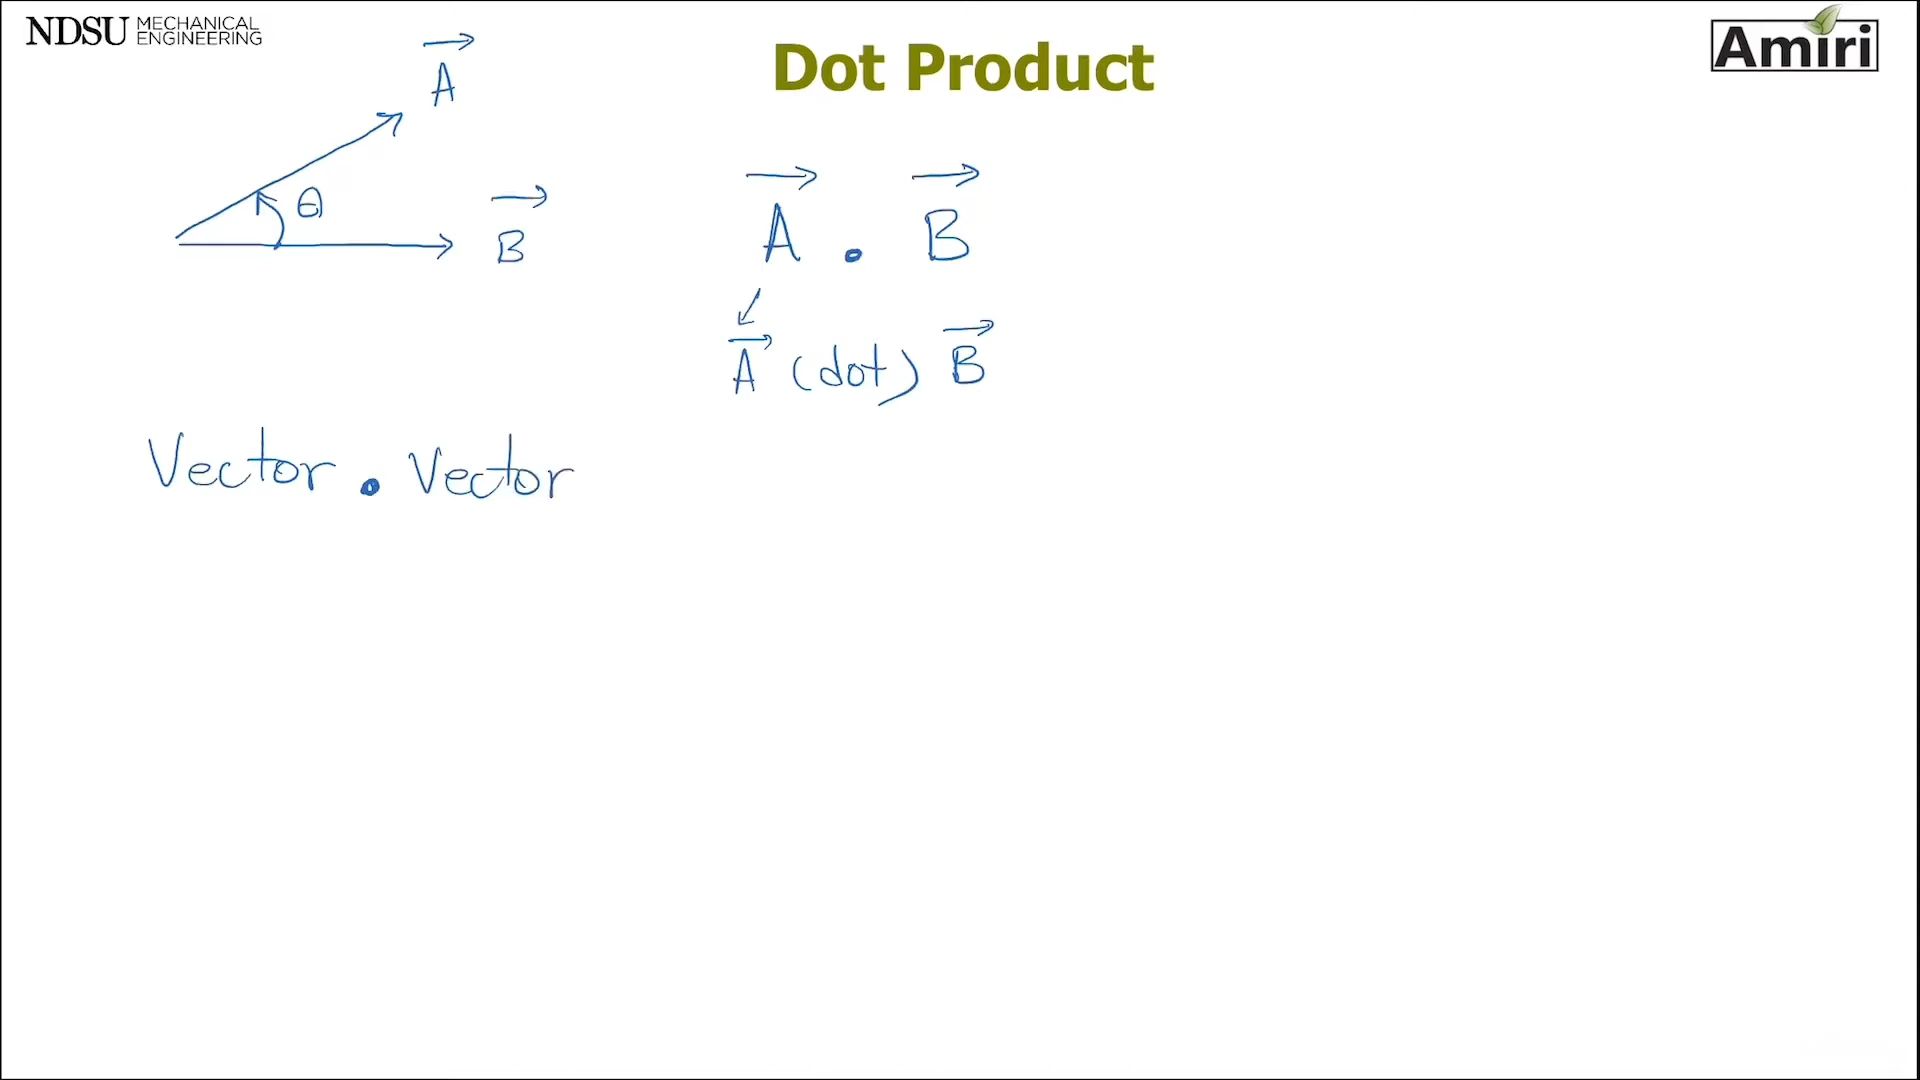 NDSU MECHANICAL ENGINEERING
Amiri
Dot Product
A
θ
B
A . B
A (dot) B
Vector . Vector